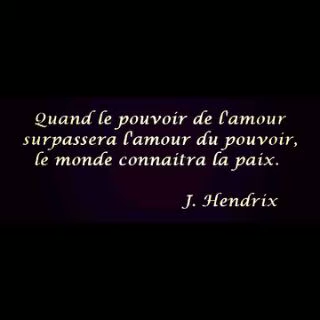 Quand le pouvoir de l'amour
surpassera l'amour du pouvoir,
le monde connaitra la paix.
J. Hendrix